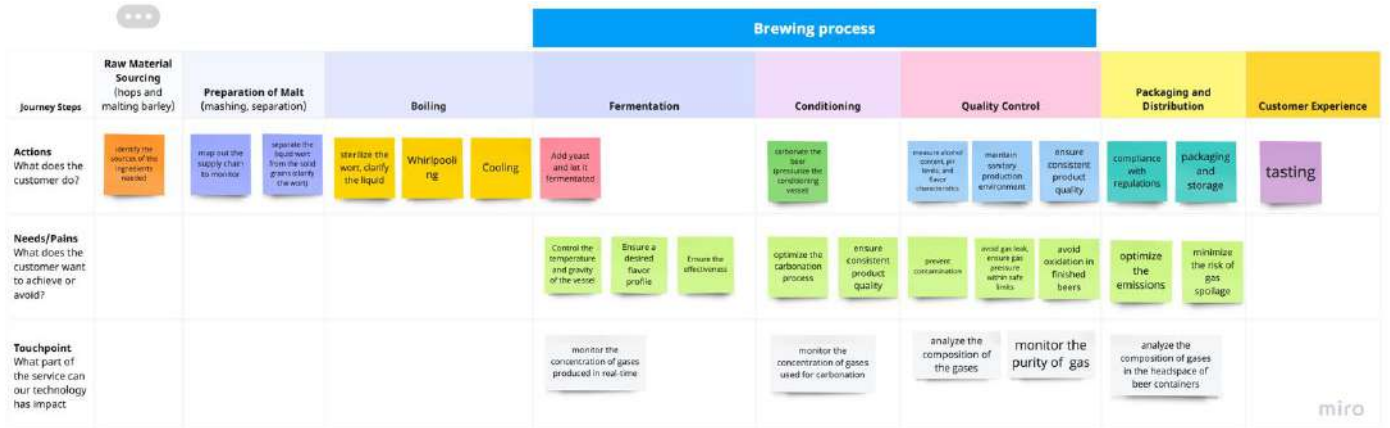 Brewing process
Journey Steps
Raw Material
Sourcing
(hops and
malting barley)
Preparation of Malt
(mashing, separation)
Boiling
Fermentation
Conditioning
Quality Control
Packaging and
Distribution
Customer Experience
Actions
What does the
customer do?
identify the
sources of the
ingredients
needed
map out the
supply chain
to monitor
separate the
liquid wort
from the solid
grains (clarify
the wort)
sterilize the
wort, clarify
the liquid
Whirlpooli
ng
Cooling
Add yeast
and let it
fermentated
carbonate the
beer
(pressurize the
conditioning
vessel)
measure alcohol
content, pH
levels, and
flavor
characteristics
maintain
sanitary
production
environment
ensure
consistent
product
quality
compliance
with
regulations
packaging
and
storage
tasting
Needs/Pains
What does the
customer want
to achieve or
avoid?
Control the
temperature
and gravity
of the vessel
Ensure a
desired
flavor
profile
Ensure the
effectiveness
optimize the
carbonation
process
ensure
consistent
product
quality
prevent
contamination
avoid gas leak,
ensure gas
pressure
within safe
limits
avoid
oxidation in
finished
beers
optimize
the
emissions
minimize
the risk of
gas
spoilage
Touchpoint
What part of
the service can
our technology
has impact
monitor the
concentration of gases
produced in real-time
monitor the
concentration of gases
used for carbonation
analyze the
composition of
the gases
monitor the
purity of gas
analyze the
composition of gases
in the headspace of
beer containers
miro